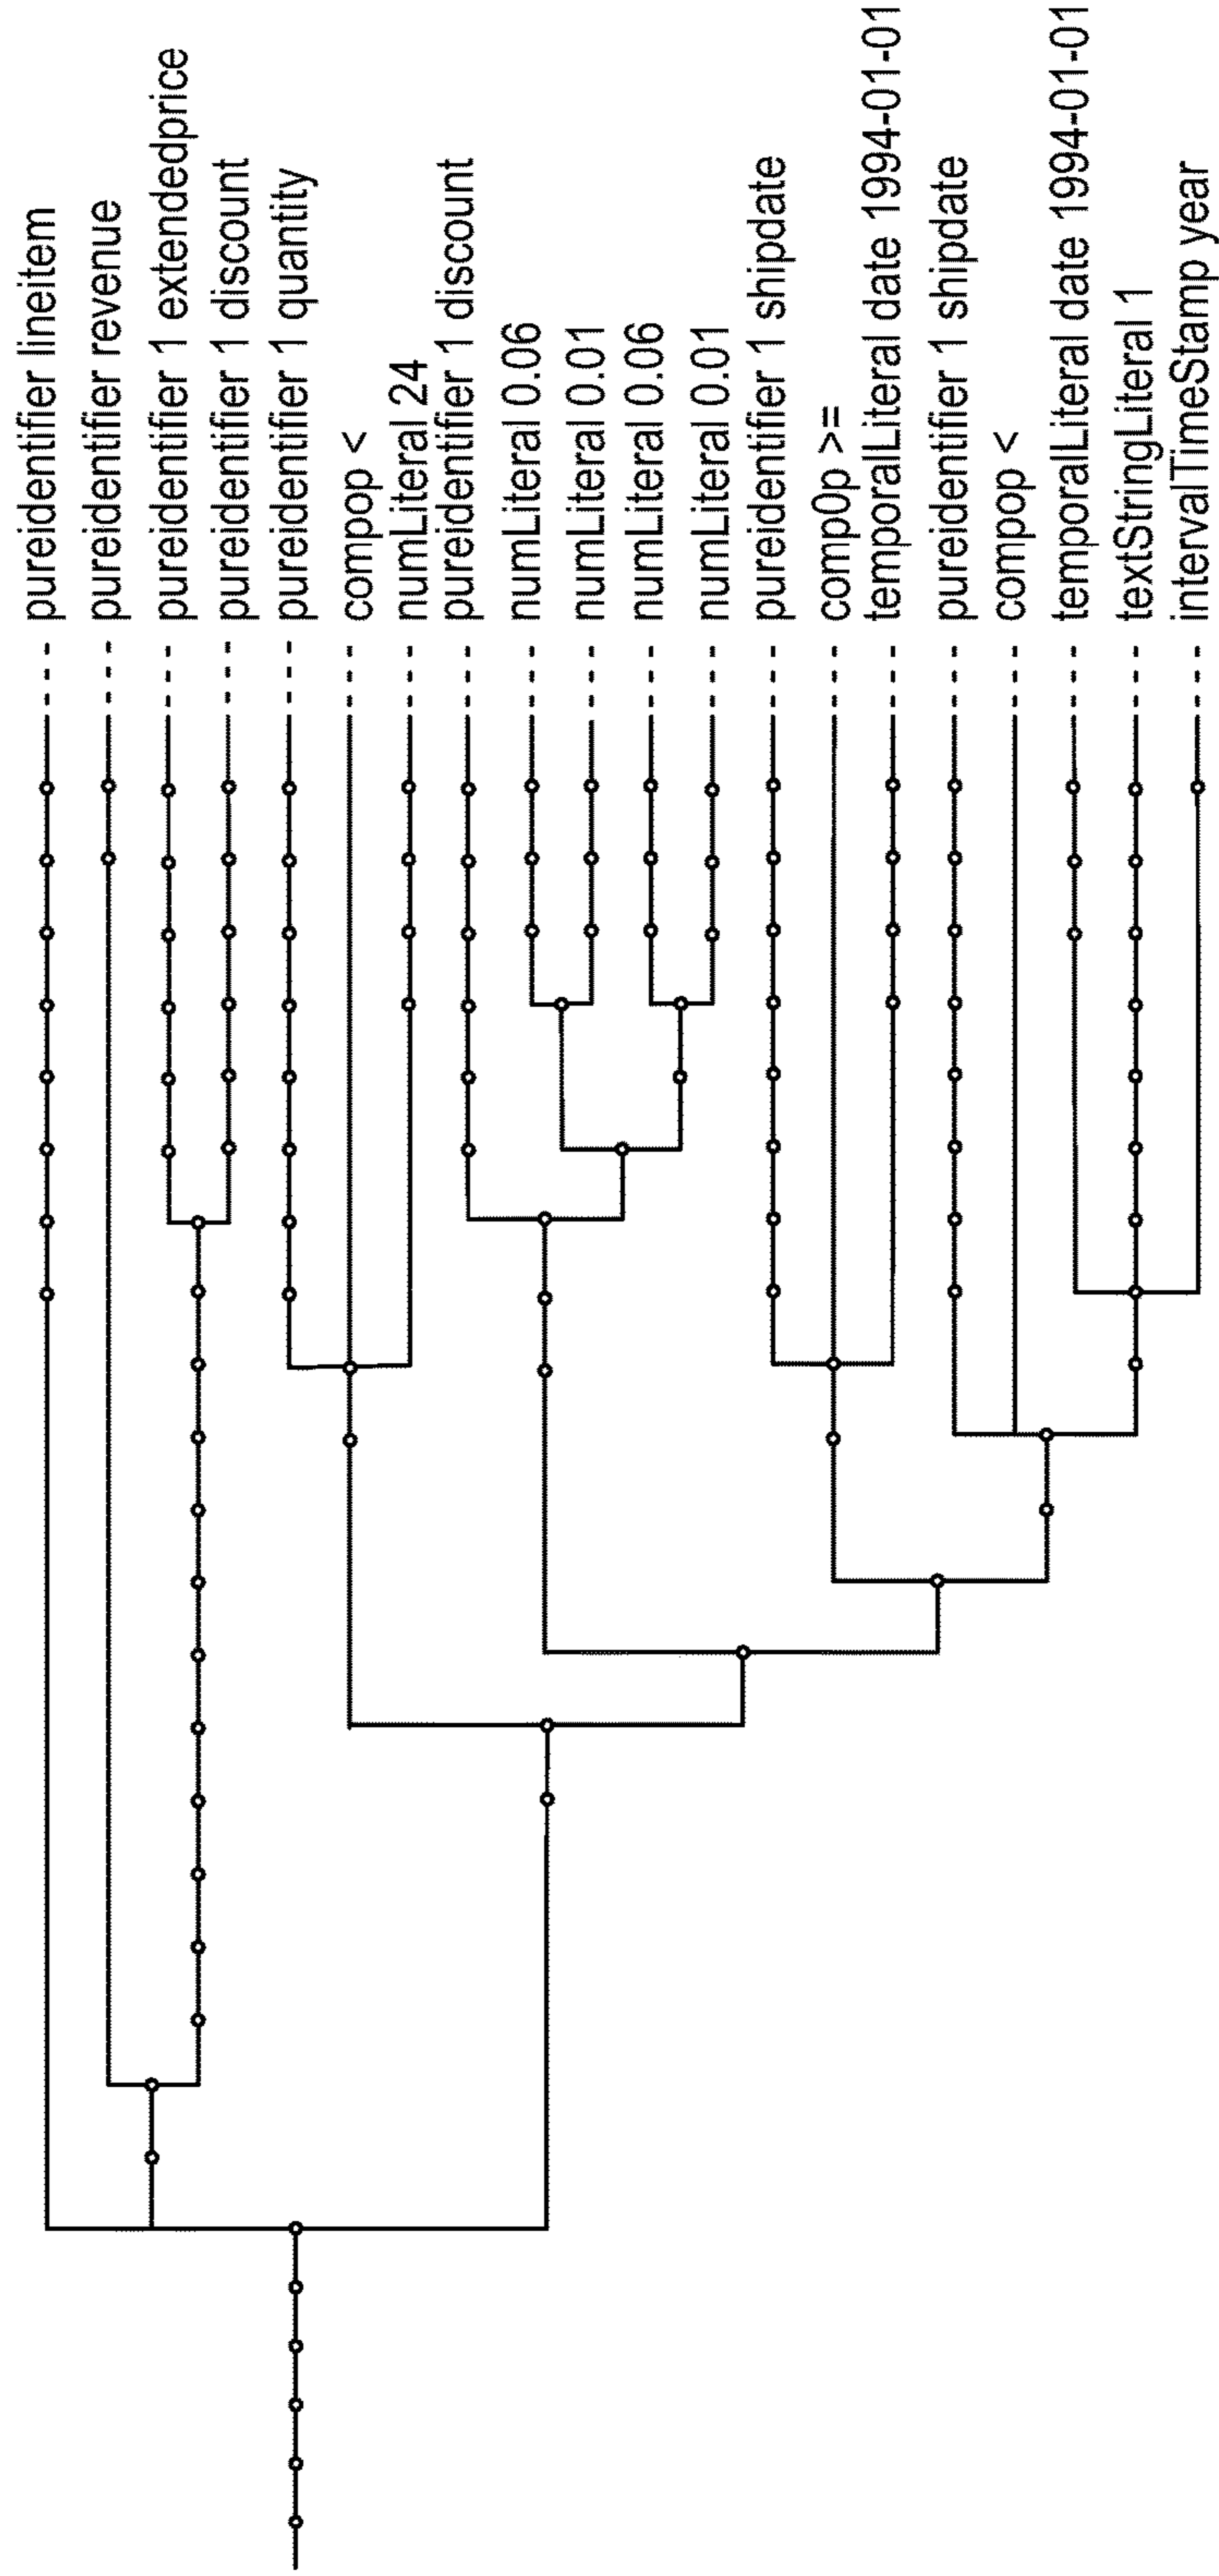 pureidentifier lineitem
pureidentifier revenue
pureidentifier 1 extendedprice
pureidentifier 1 discount
pureidentifier 1 quantity
compop <
numLiteral 24
pureidentifier 1 discount
numLiteral 0.06
numLiteral 0.01
numLiteral 0.06
numLiteral 0.01
pureidentifier 1 shipdate
compOp >=
temporalLiteral date 1994-01-01
pureidentifier 1 shipdate
compop <
temporalLiteral date 1994-01-01
textStringLiteral 1
intervalTimeStamp year